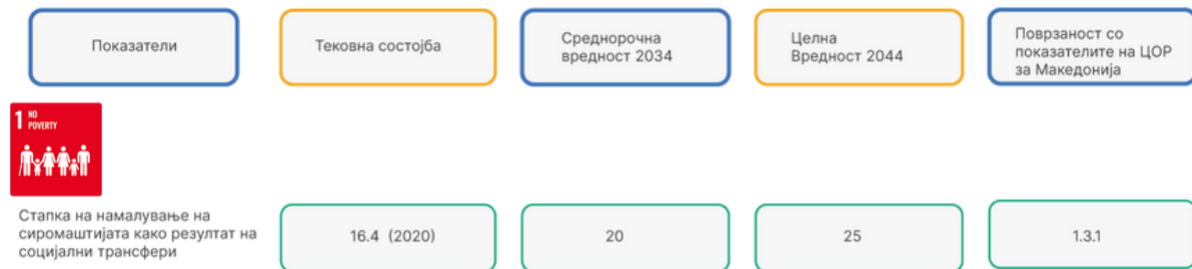 Показатели
Тековна состојба
Среднорочна
вредност 2034
Целна
Вредност 2044
Поврзаност со
показателите на ЦОР
за Македонија
1 NO
POVERTY
Стапка на намалување на
сиромаштијата како резултат на
социјални трансфери
16.4 (2020)
20
25
1.3.1